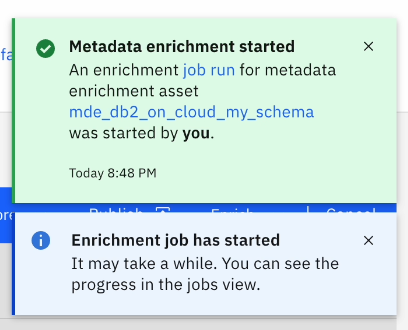 Metadata enrichment started
An enrichment job run for metadata
enrichment asset
mde_db2_on_cloud_my_schema
was started by you.
Today 8:48 PM
Publish Enrich Cancel
Enrichment job has started
It may take a while. You can see the
progress in the jobs view.